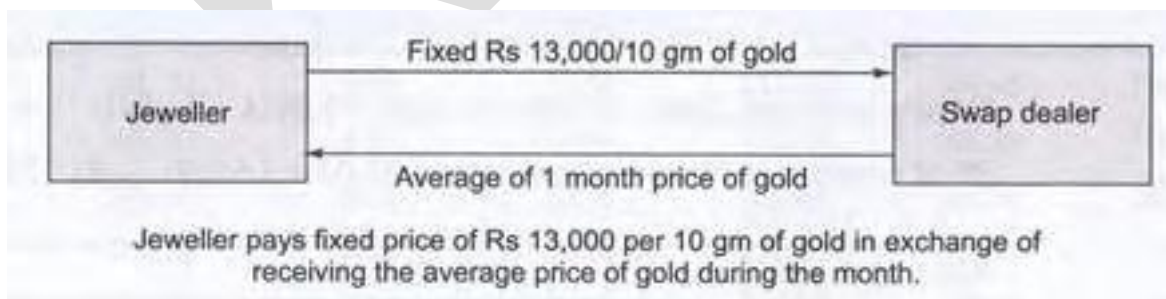 Fixed Rs 13,000/10 gm of gold
Jeweller
Swap dealer
Average of 1 month price of gold
Jeweller pays fixed price of Rs 13,000 per 10 gm of gold in exchange of
receiving the average price of gold during the month.